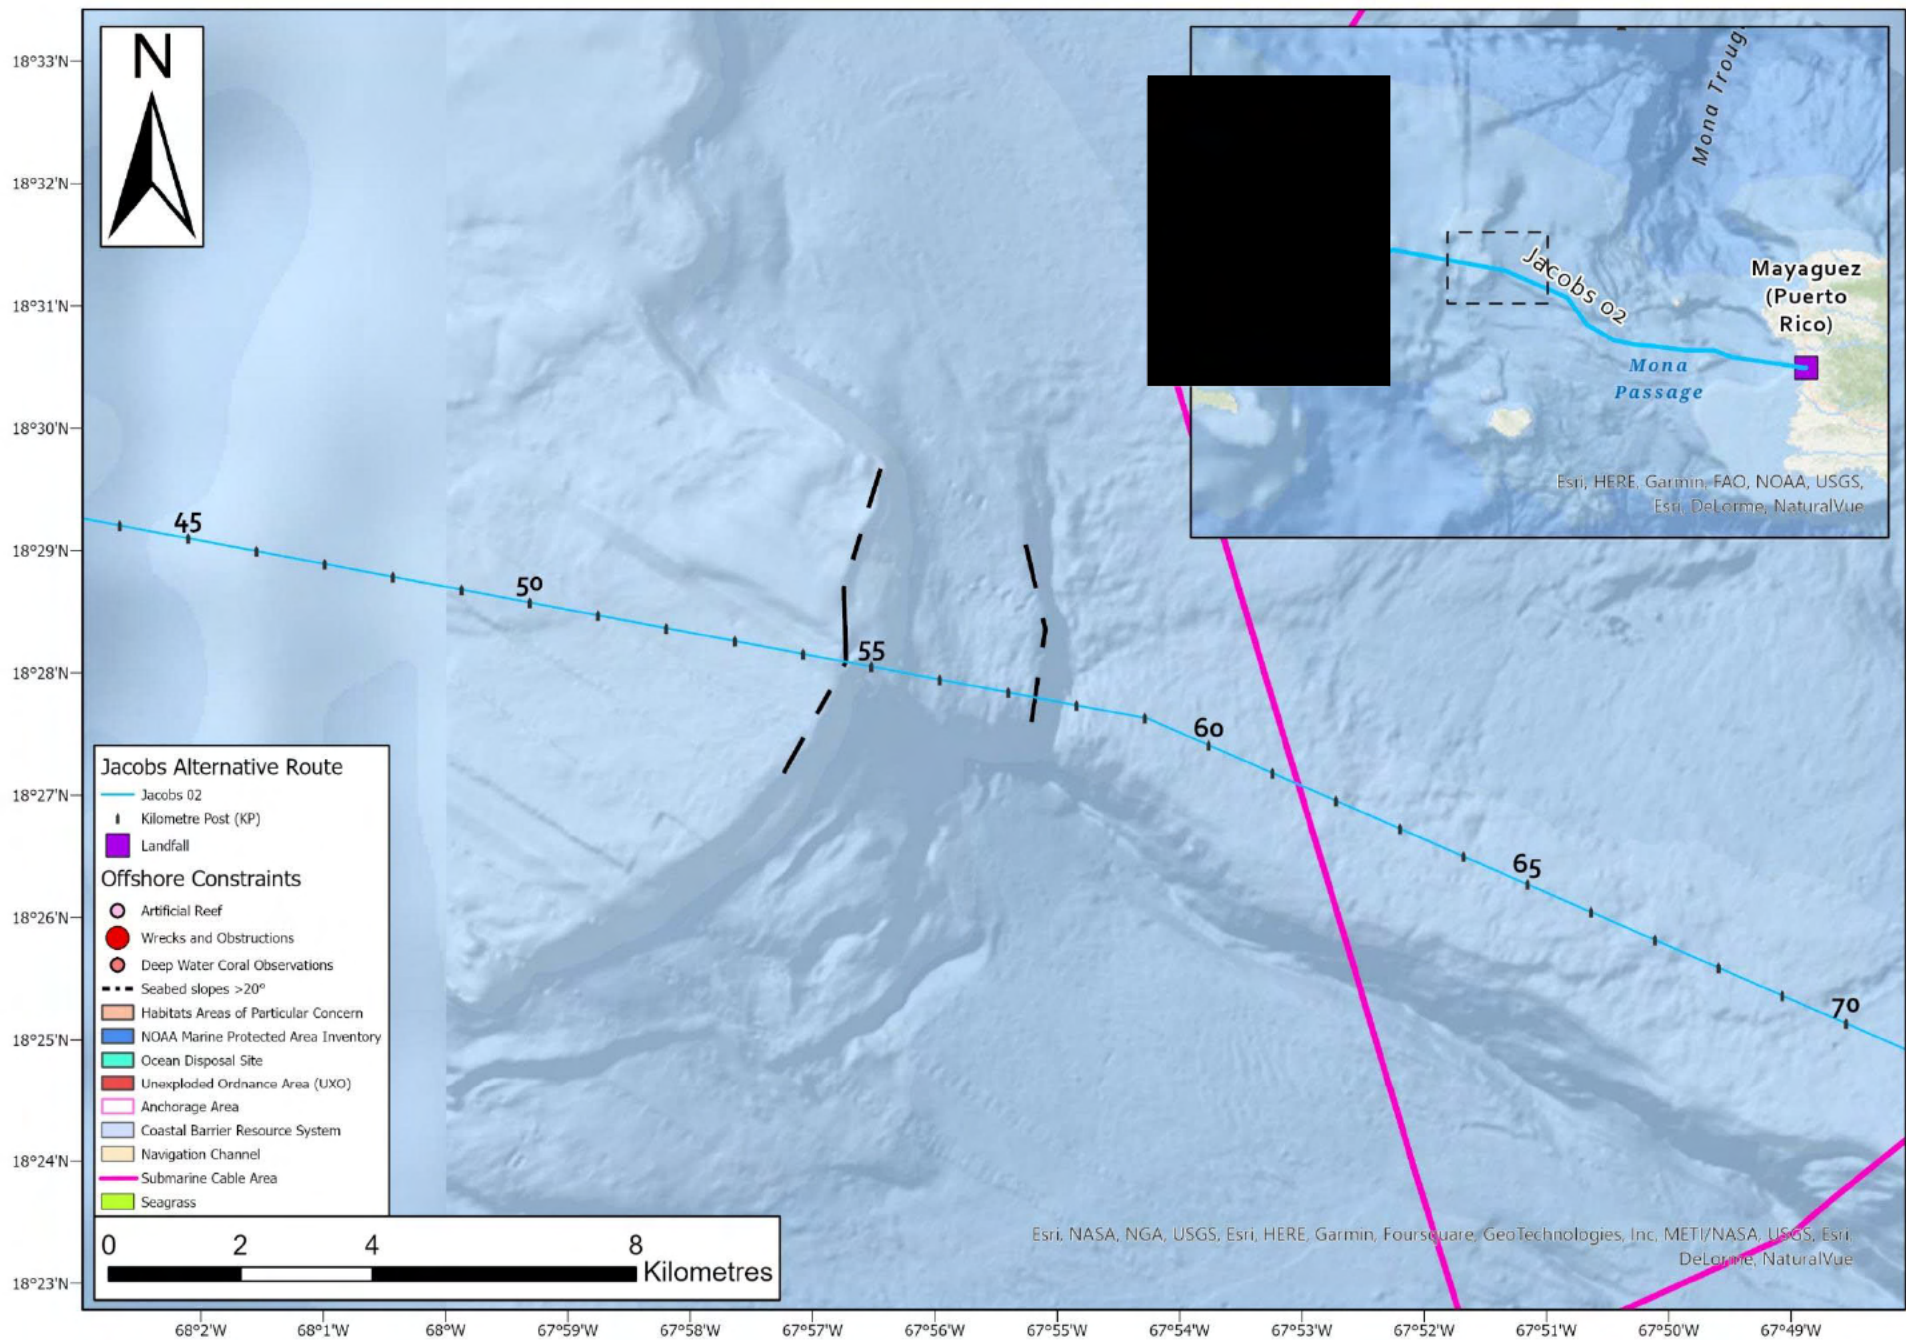 N
18°33'N
18°32'N
18°31'N
18°30'N
18°29'N
18°28'N
18°27'N
18°26'N
18°25'N
18°24'N
18°23'N
Mona Troug
Jacobs 02
Mayaguez
(Puerto
Rico)
Mona
Passage
Esri, HERE, Garmin, FAO, NOAA, USGS,
Esri, DeLorme, NaturalVue
45
50
55
60
65
70
Jacobs Alternative Route
Jacobs 02
Kilometre Post (KP)
Landfall
Offshore Constraints
Artificial Reef
Wrecks and Obstructions
Deep Water Coral Observations
Seabed slopes >20°
Habitats Areas of Particular Concern
NOAA Marine Protected Area Inventory
Ocean Disposal Site
Unexploded Ordnance Area (UXO)
Anchorage Area
Coastal Barrier Resource System
Navigation Channel
Submarine Cable Area
Seagrass
0 2 4 8
Kilometres
Esri, NASA, NGA, USGS, Esri, HERE, Garmin, Foursquare, GeoTechnologies, Inc, METI/NASA, USGS, Esri,
DeLorme, NaturalVue
68°2'W 68°1'W 68°W 67°59'W 67°58'W 67°57'W 67°56'W 67°55'W 67°54'W 67°53'W 67°52'W 67°51'W 67°50'W 67°49'W